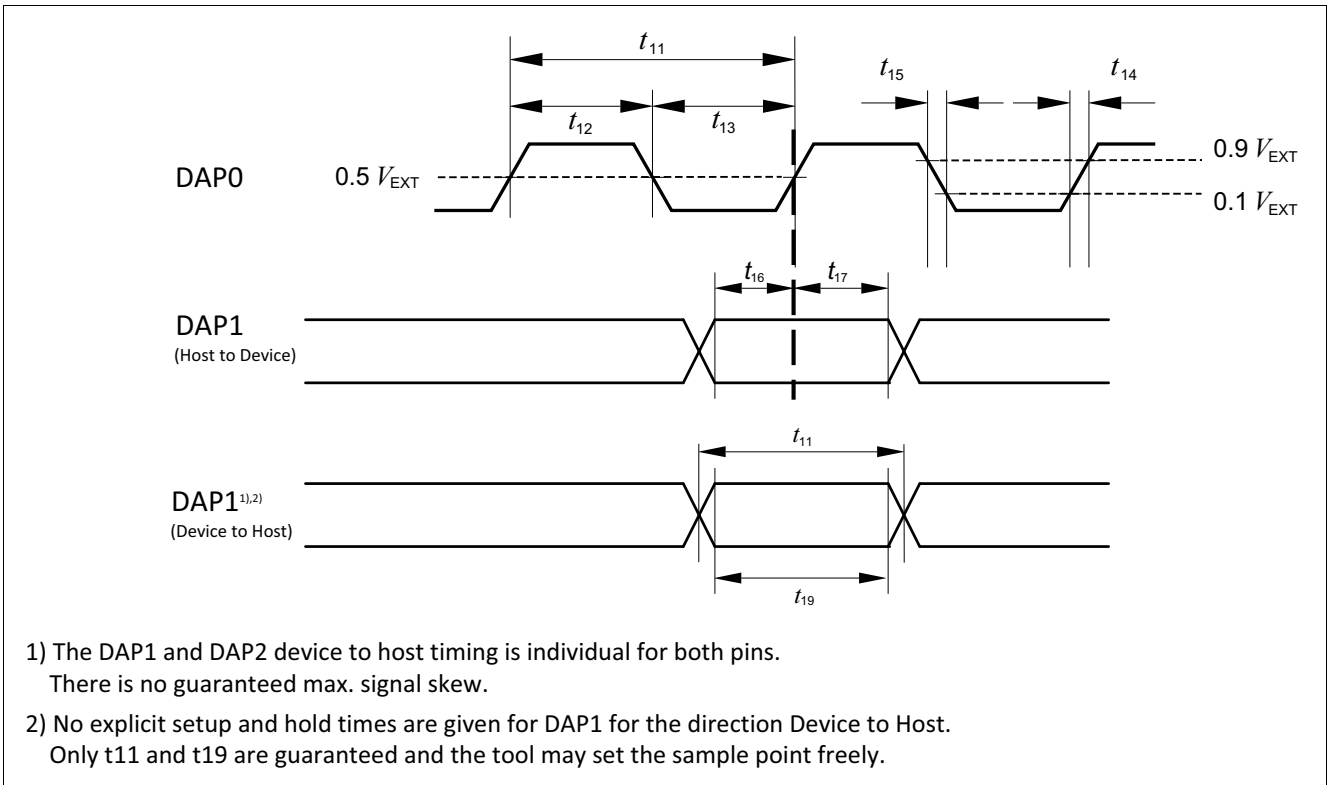 t11
t15
t14
t12
t13
DAP0
0.5 VEXT
0.9 VEXT
0.1 VEXT
t16
t17
DAP1
(Host to Device)
t11
DAP1 1),2)
(Device to Host)
t19
1) The DAP1 and DAP2 device to host timing is individual for both pins.
There is no guaranteed max. signal skew.
2) No explicit setup and hold times are given for DAP1 for the direction Device to Host.
Only t11 and t19 are guaranteed and the tool may set the sample point freely.